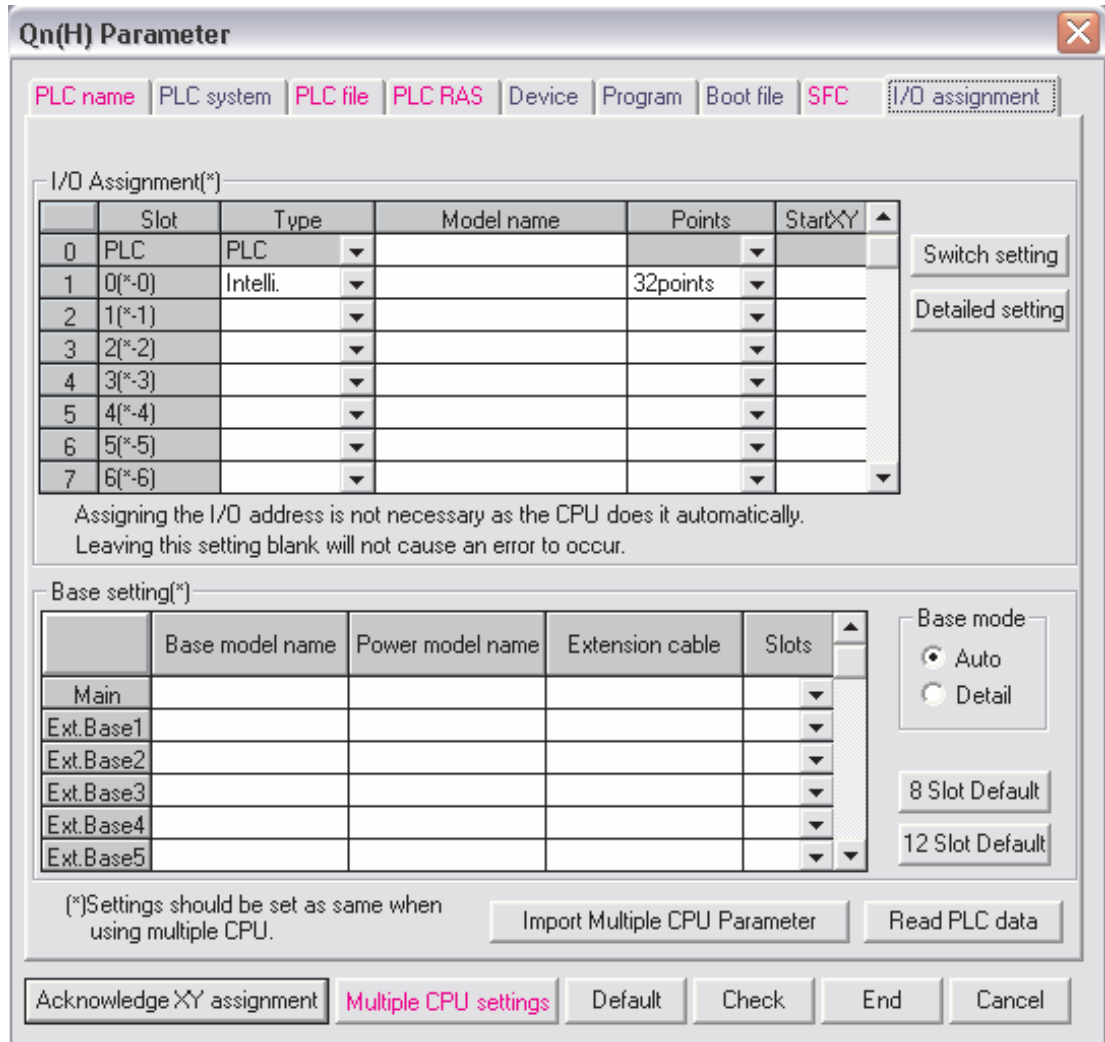 Qn(H) Parameter
PLC name PLC system PLC file PLC RAS Device Program Boot file SFC I/O assignment
I/O Assignment(*)
Slot Type Model name Points StartXY
0 PLC PLC
1 0(*-0) Intelli. 32points
2 1(*-1)
3 2(*-2)
4 3(*-3)
5 4(*-4)
6 5(*-5)
7 6(*-6)
Switch setting
Detailed setting
Assigning the I/O address is not necessary as the CPU does it automatically.
Leaving this setting blank will not cause an error to occur.
Base setting(*)
Base model name Power model name Extension cable Slots
Main
Ext.Base1
Ext.Base2
Ext.Base3
Ext.Base4
Ext.Base5
Base mode
Auto
Detail
8 Slot Default
12 Slot Default
(*)Settings should be set as same when
using multiple CPU.
Import Multiple CPU Parameter Read PLC data
Acknowledge XY assignment Multiple CPU settings Default Check End Cancel